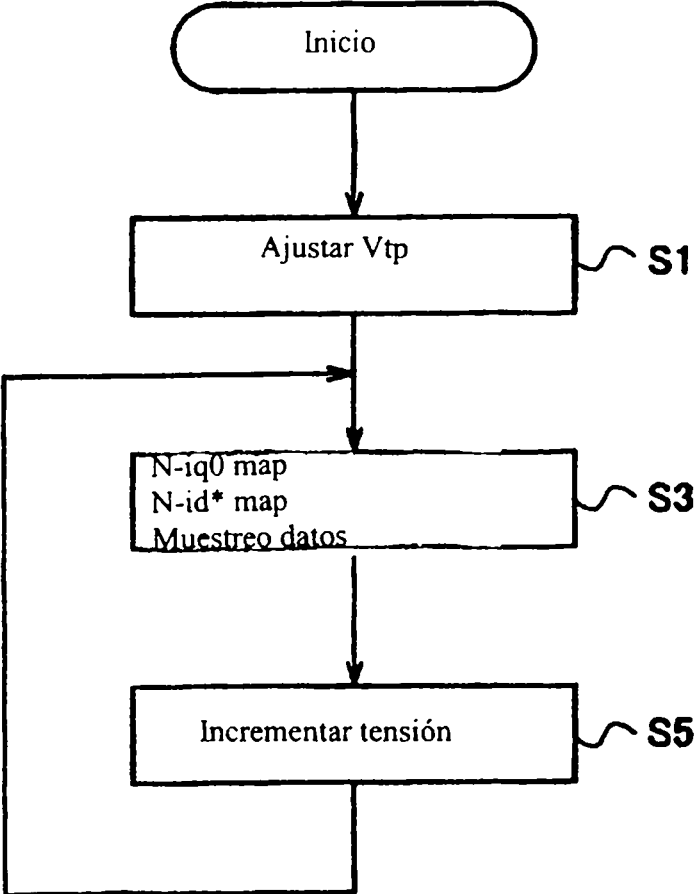 Inicio
Ajustar Vtp
S1
N-iq0 map
N-id* map
Muestreo datos
S3
Incrementar tensión
S5